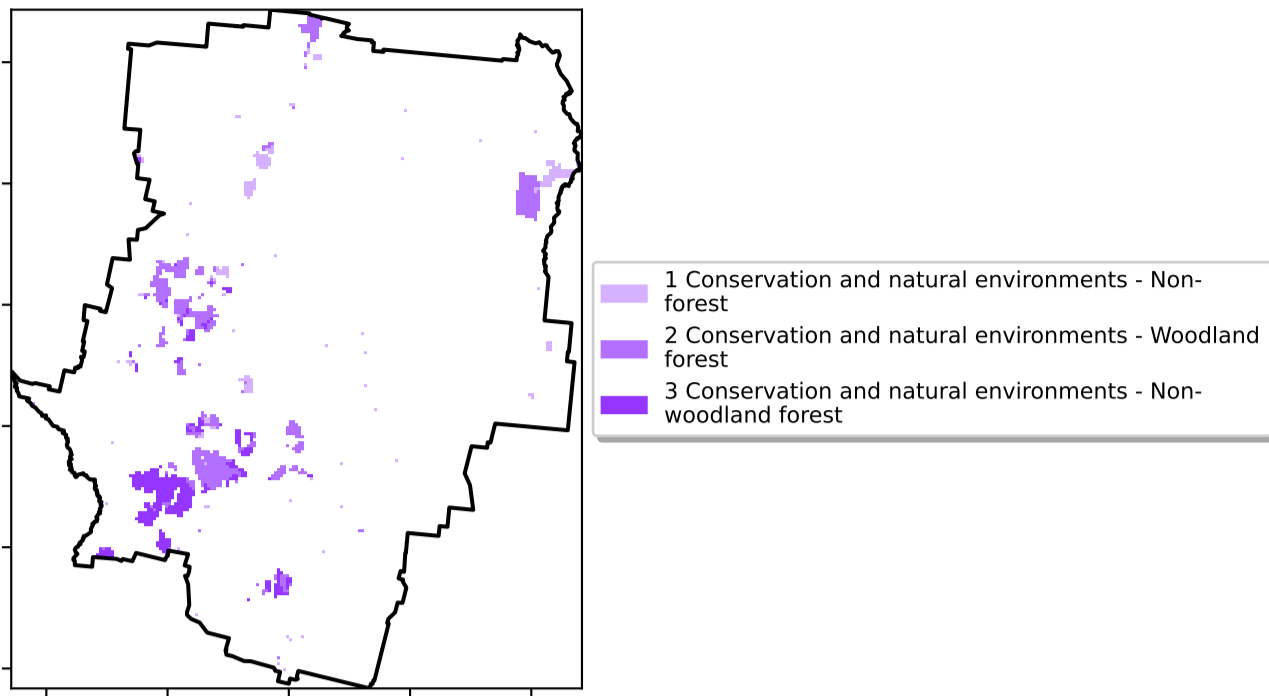 1 Conservation and natural environments - Non-
forest
2 Conservation and natural environments - Woodland
forest
3 Conservation and natural environments - Non-
woodland forest